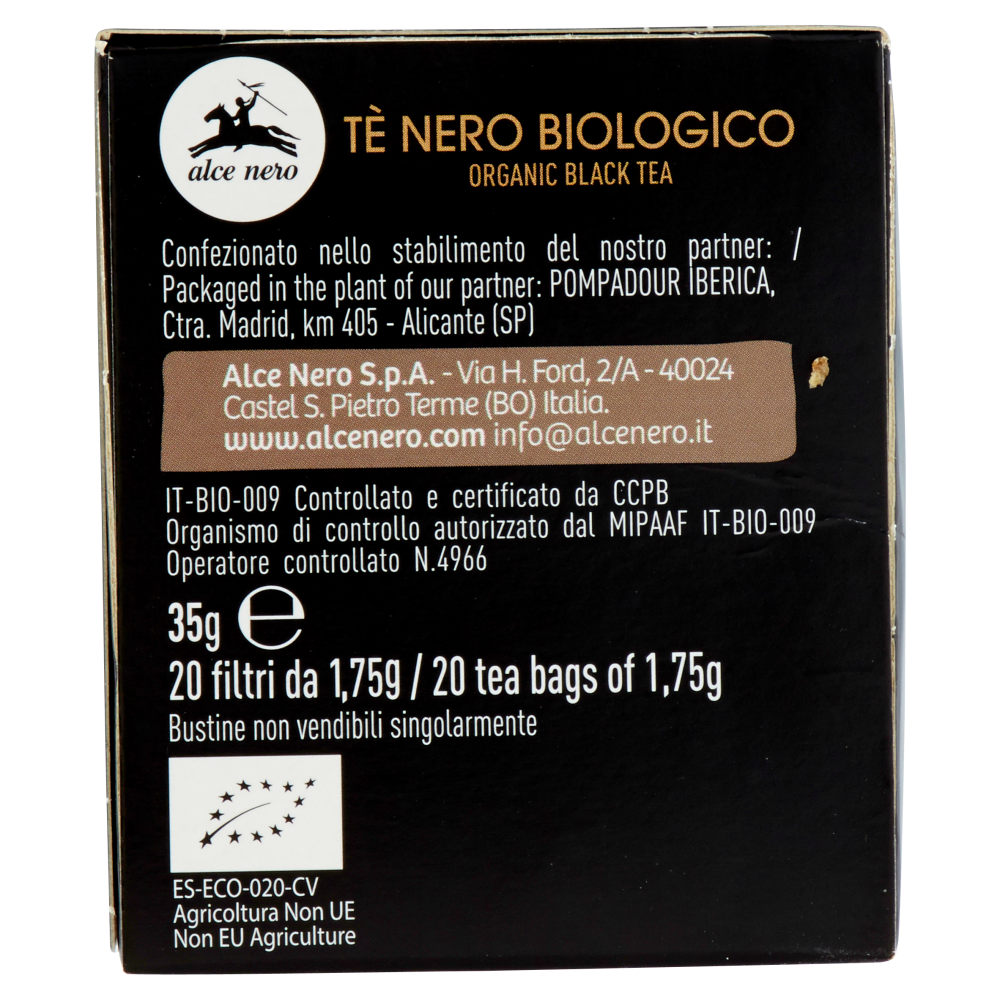 alce nero
TÈ NERO BIOLOGICO
ORGANIC BLACK TEA
Confezionato nello stabilimento del nostro partner: /
Packaged in the plant of our partner: POMPADOUR IBERICA,
Ctra. Madrid, km 405 - Alicante (SP)
Alce Nero S.p.A. - Via H. Ford, 2/A - 40024
Castel S. Pietro Terme (BO) Italia.
www.alcenero.com info@alcenero.it
IT-BIO-009 Controllato e certificato da CCPB
Organismo di controllo autorizzato dal MIPAAF IT-BIO-009
Operatore controllato N.4966
35g ℮
20 filtri da 1,75g / 20 tea bags of 1,75g
Bustine non vendibili singolarmente
ES-ECO-020-CV
Agricoltura Non UE
Non EU Agriculture